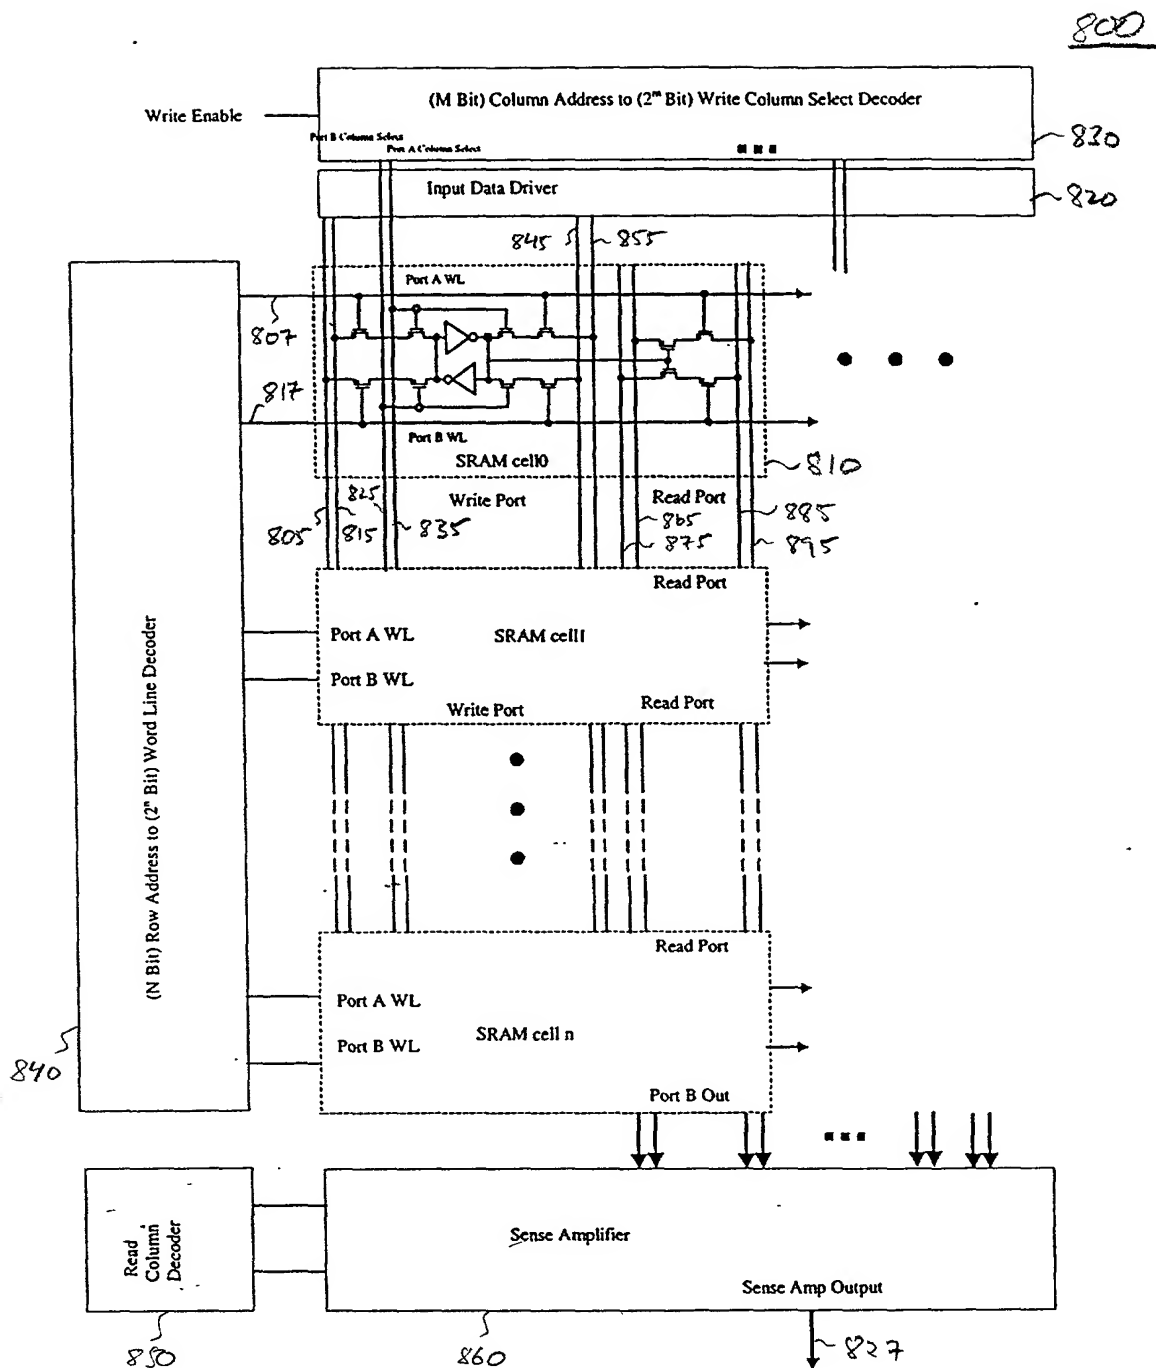 800
(M Bit) Column Address to (2ᵐ Bit) Write Column Select Decoder
Write Enable
Port B Column Select
Port A Column Select
830
Input Data Driver
820
845
855
Port A WL
807
817
Port B WL
SRAM cell0
810
825
Write Port
Read Port
805
815
835
865
875
885
895
Read Port
Port A WL
SRAM cell1
Port B WL
Write Port
Read Port
(N Bit) Row Address to (2ⁿ Bit) Word Line Decoder
Read Port
Port A WL
SRAM cell n
Port B WL
840
Port B Out
Read
Column
Decoder
Sense Amplifier
Sense Amp Output
850
860
827